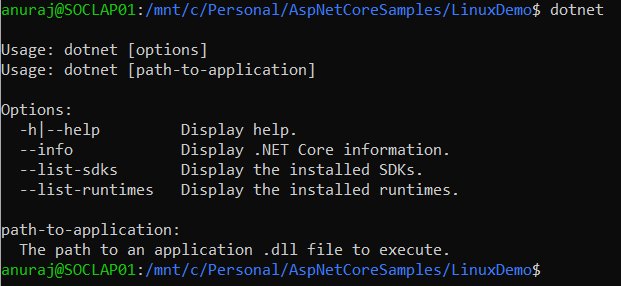 anuraj@SOCLAP01:/mnt/c/Personal/AspNetCoreSamples/LinuxDemo$ dotnet

Usage: dotnet [options]
Usage: dotnet [path-to-application]

Options:
  -h|--help         Display help.
  --info            Display .NET Core information.
  --list-sdks       Display the installed SDKs.
  --list-runtimes   Display the installed runtimes.

path-to-application:
  The path to an application .dll file to execute.
anuraj@SOCLAP01:/mnt/c/Personal/AspNetCoreSamples/LinuxDemo$